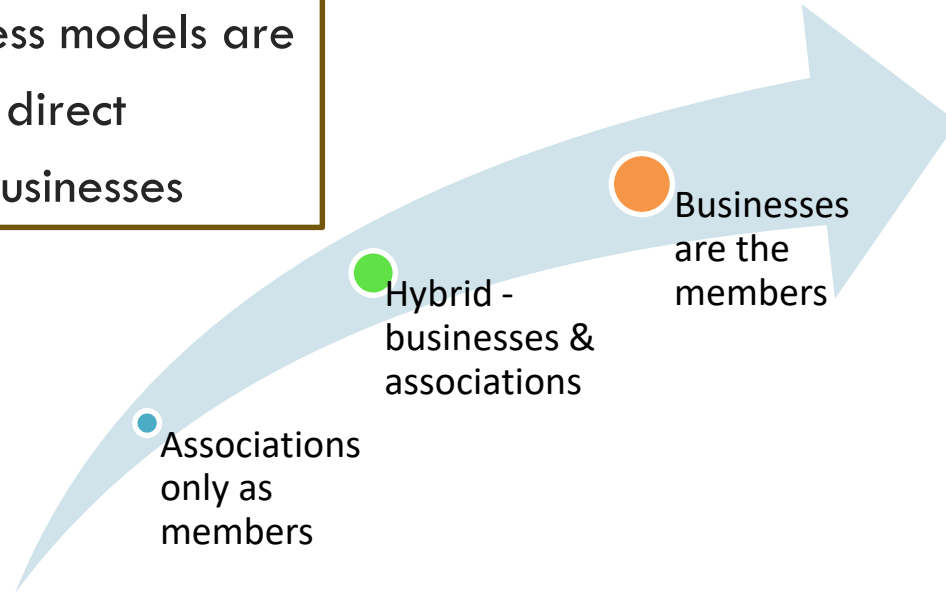 ess models are
direct
usinesses
Businesses
are the
members
Hybrid -
businesses &
associations
Associations
only as
members